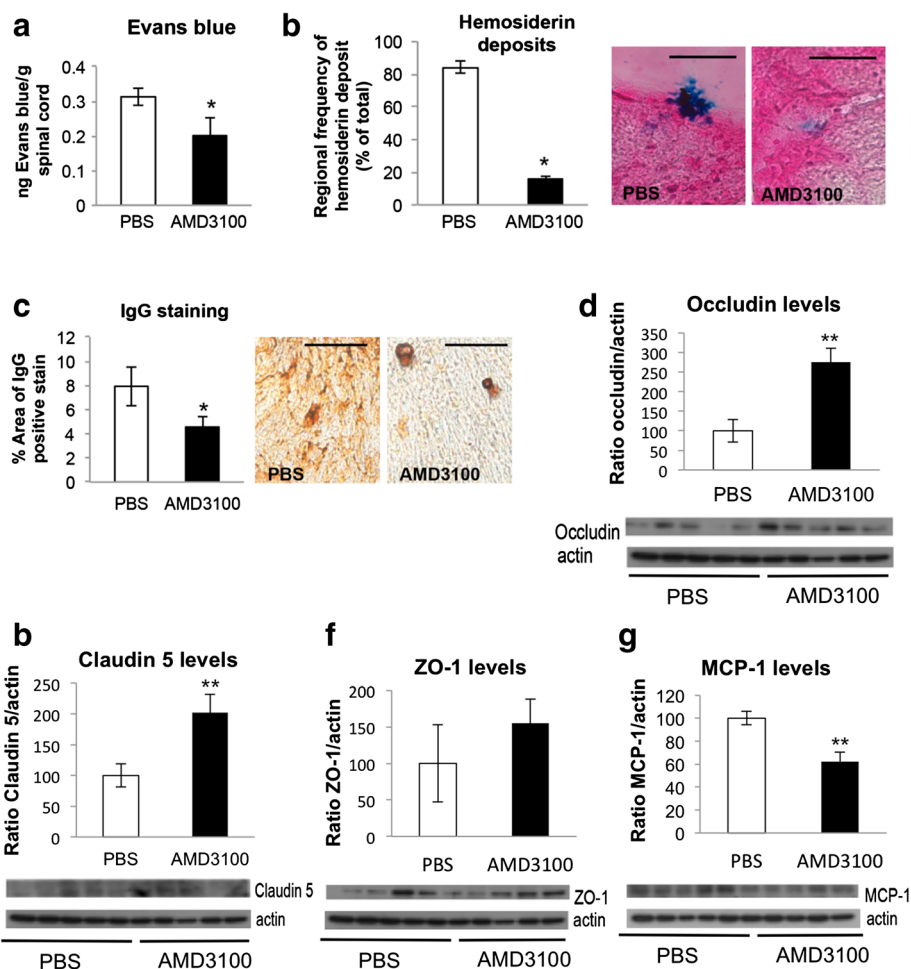 a
Evans blue
ng Evans blue/g
spinal cord
0.4
0.3
0.2
0.1
0
*
PBS
AMD3100
b
Hemosiderin
deposits
Regional frequency of
hemosiderin deposit
(% of total)
100
80
60
40
20
0
*
PBS
AMD3100
PBS
AMD3100
c
IgG staining
% Area of IgG
positive stain
12
10
8
6
4
2
0
*
PBS
AMD3100
PBS
AMD3100
d
Occludin levels
Ratio occludin/actin
350
300
250
200
150
100
50
0
**
PBS
AMD3100
Occludin
actin
PBS
AMD3100
b
Claudin 5 levels
Ratio Claudin 5/actin
250
200
150
100
50
0
**
PBS
AMD3100
Claudin 5
actin
PBS
AMD3100
f
ZO-1 levels
Ratio ZO-1/actin
200
150
100
50
0
PBS
AMD3100
ZO-1
actin
PBS
AMD3100
g
MCP-1 levels
Ratio MCP-1/actin
120
100
80
60
40
20
0
**
PBS
AMD3100
MCP-1
actin
PBS
AMD3100